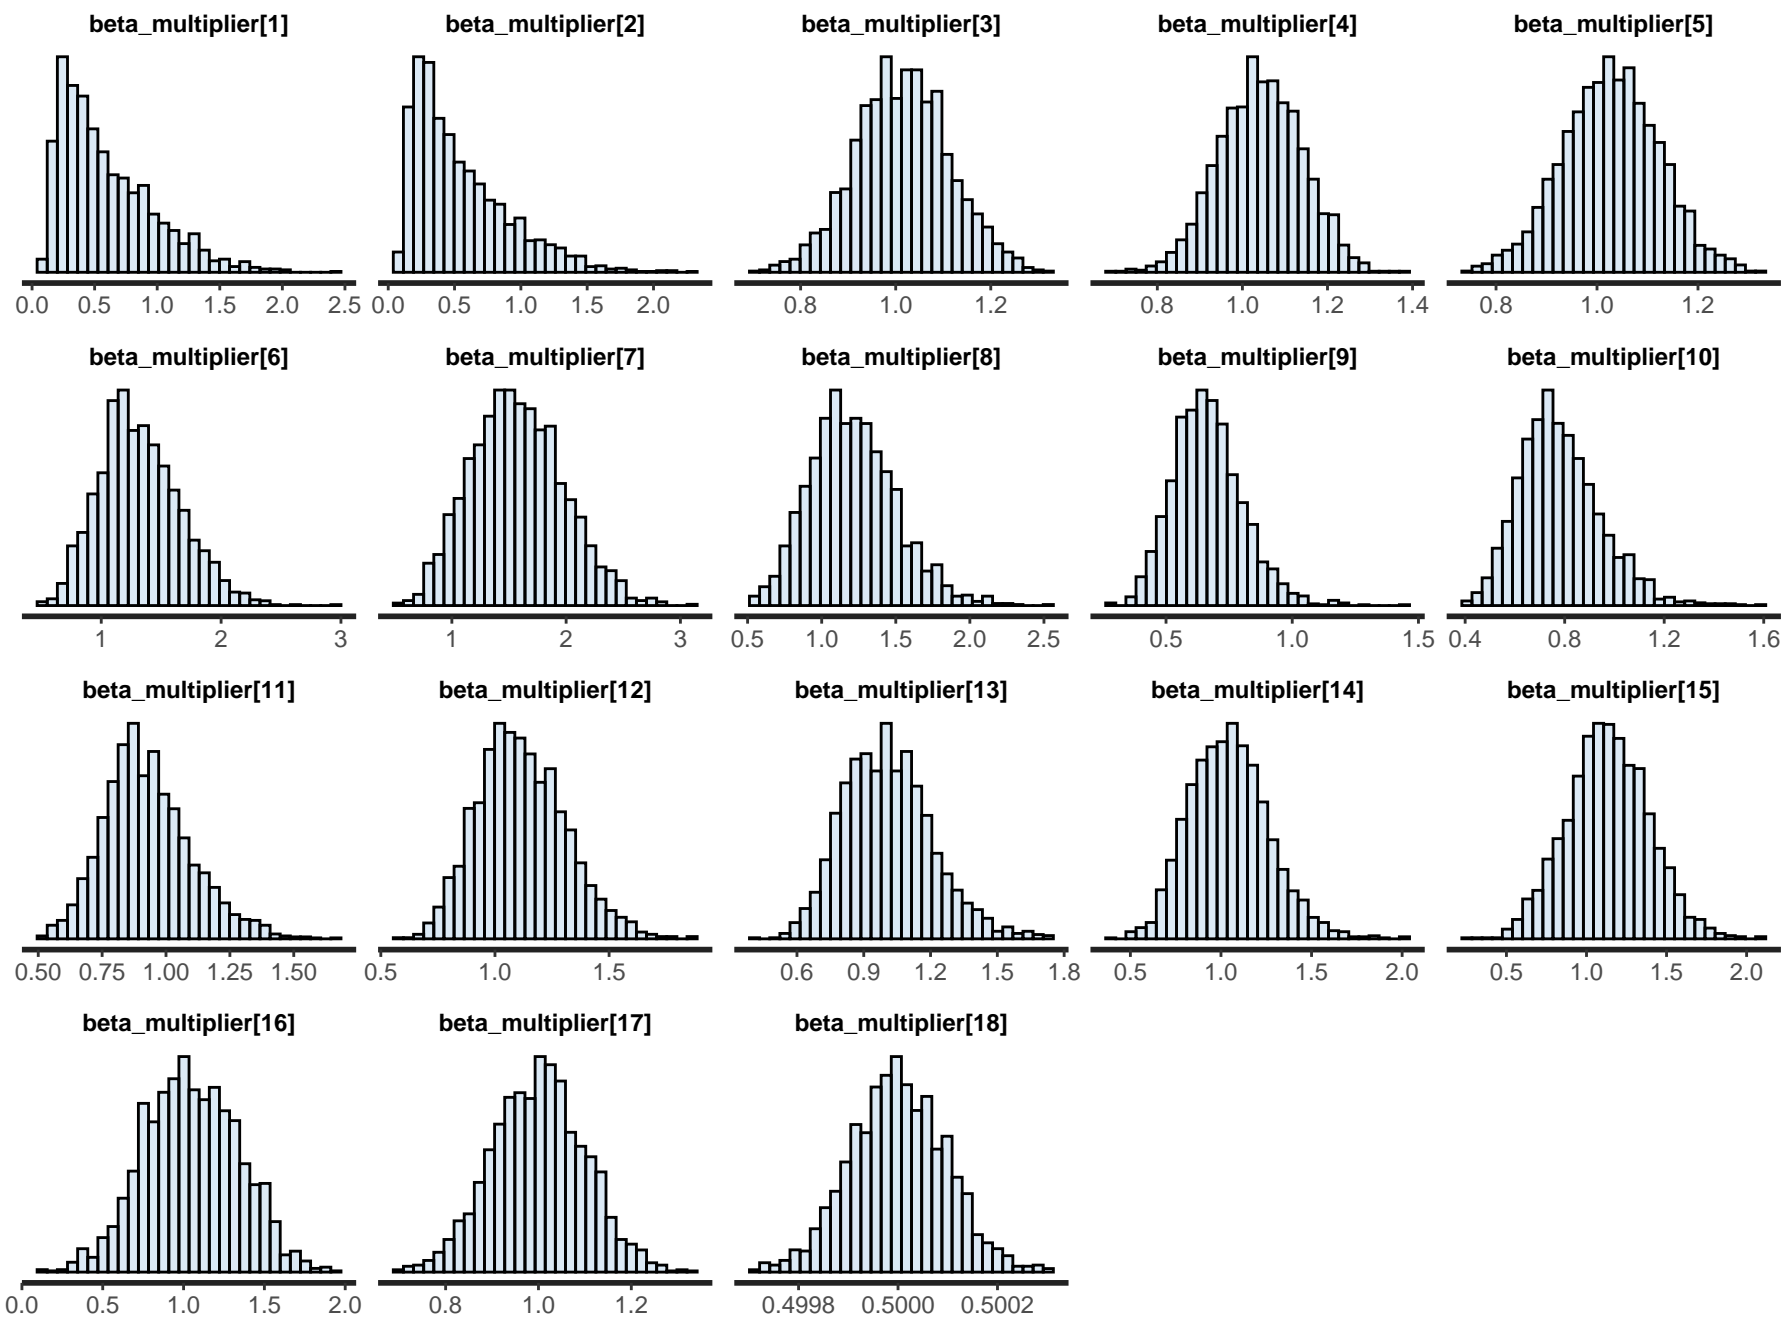 beta_multiplier[1] beta_multiplier[2] beta_multiplier[3] beta_multiplier[4] beta_multiplier[5]
0.0 0.5 1.0 1.5 2.0 2.5 0.0 0.5 1.0 1.5 2.0 0.8 1.0 1.2 0.8 1.0 1.2 1.4 0.8 1.0 1.2
beta_multiplier[6] beta_multiplier[7] beta_multiplier[8] beta_multiplier[9] beta_multiplier[10]
1 2 3 1 2 3 0.5 1.0 1.5 2.0 2.5 0.5 1.0 1.5 0.4 0.8 1.2 1.6
beta_multiplier[11] beta_multiplier[12] beta_multiplier[13] beta_multiplier[14] beta_multiplier[15]
0.50 0.75 1.00 1.25 1.50 0.5 1.0 1.5 0.6 0.9 1.2 1.5 1.8 0.5 1.0 1.5 2.0 0.5 1.0 1.5 2.0
beta_multiplier[16] beta_multiplier[17] beta_multiplier[18]
0.0 0.5 1.0 1.5 2.0 0.8 1.0 1.2 0.4998 0.5000 0.5002